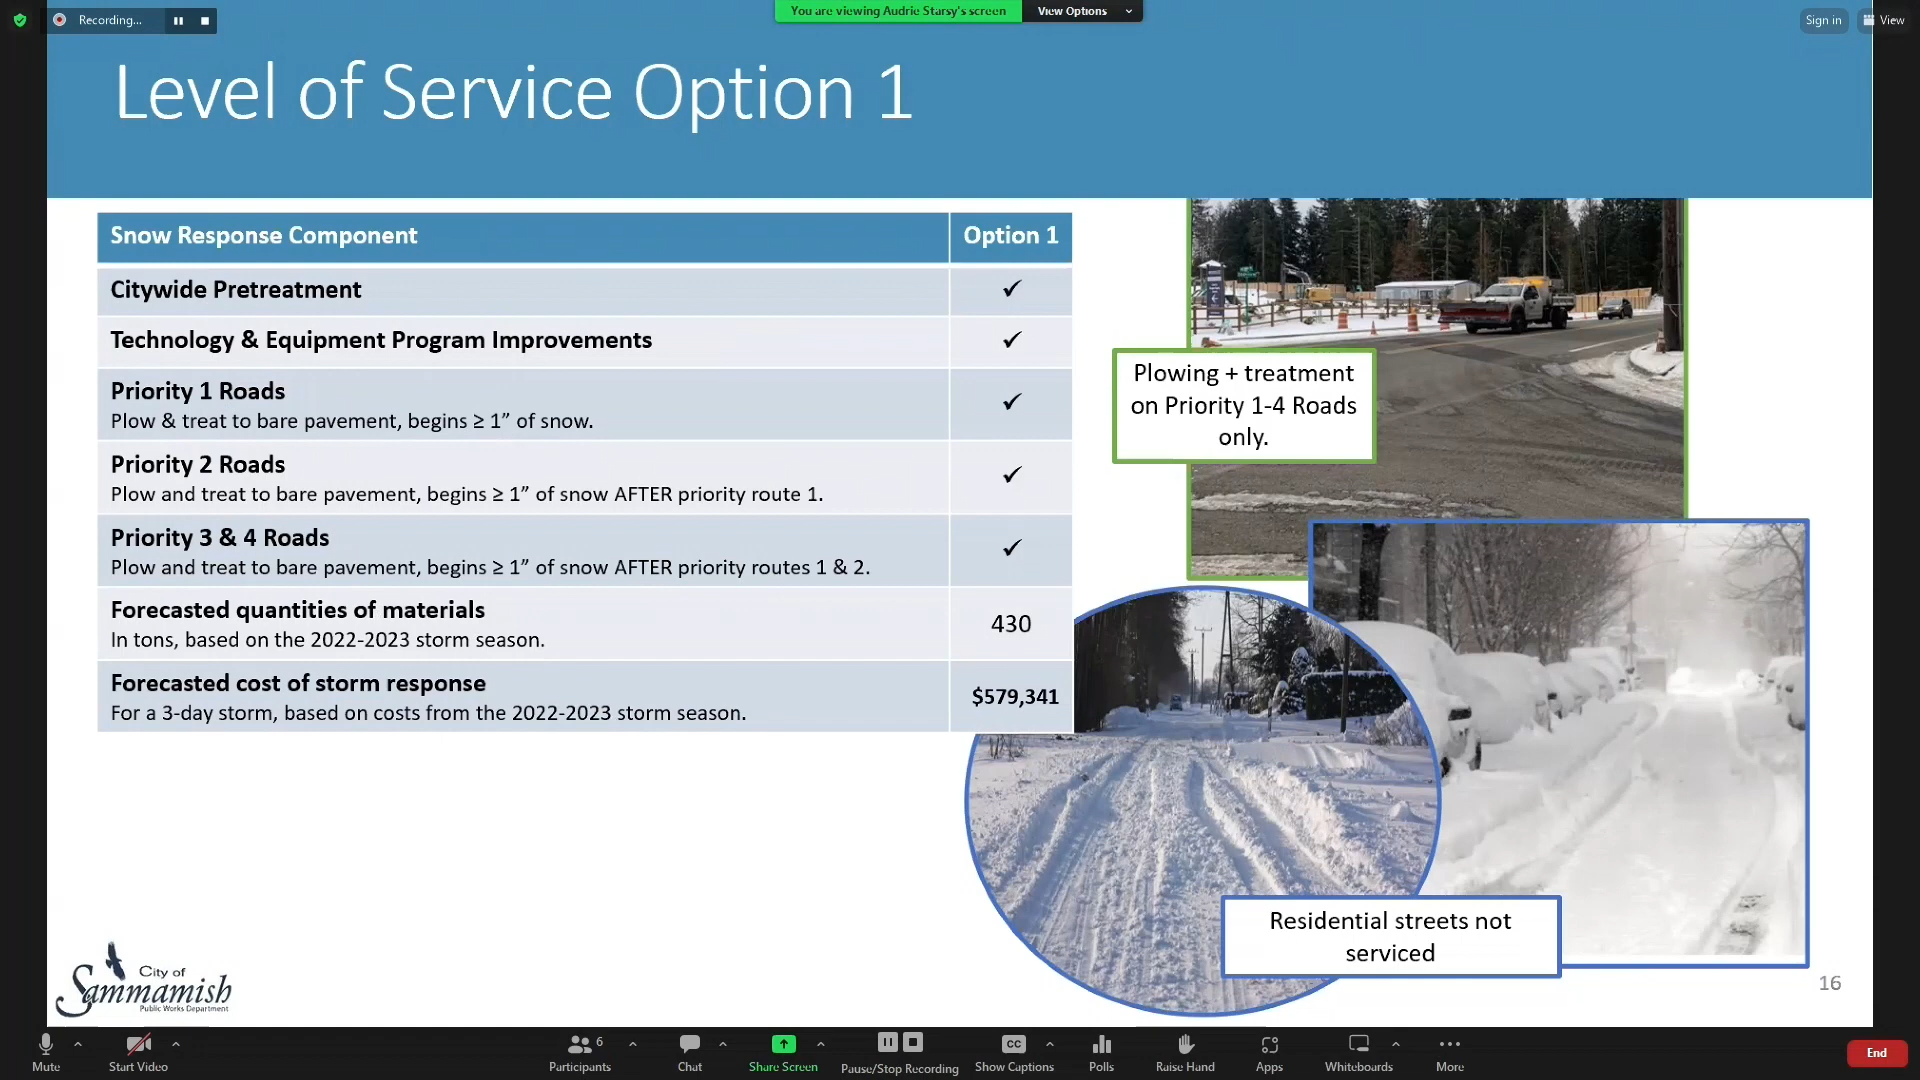 Recording...
You are viewing Audrie Starsy's screen
View Options
Sign in
View
Level of Service Option 1
Snow Response Component
Option 1
Citywide Pretreatment
✓
Technology & Equipment Program Improvements
✓
Priority 1 Roads
Plow & treat to bare pavement, begins ≥ 1” of snow.
✓
Priority 2 Roads
Plow and treat to bare pavement, begins ≥ 1” of snow AFTER priority route 1.
✓
Priority 3 & 4 Roads
Plow and treat to bare pavement, begins ≥ 1” of snow AFTER priority routes 1 & 2.
✓
Forecasted quantities of materials
In tons, based on the 2022-2023 storm season.
430
Forecasted cost of storm response
For a 3-day storm, based on costs from the 2022-2023 storm season.
$579,341
Plowing + treatment
on Priority 1-4 Roads
only.
Residential streets not
serviced
City of
Sammamish
Public Works Department
16
Mute
Start Video
Participants
6
Chat
Share Screen
Pause/Stop Recording
CC
Show Captions
Polls
Raise Hand
Apps
Whiteboards
More
End